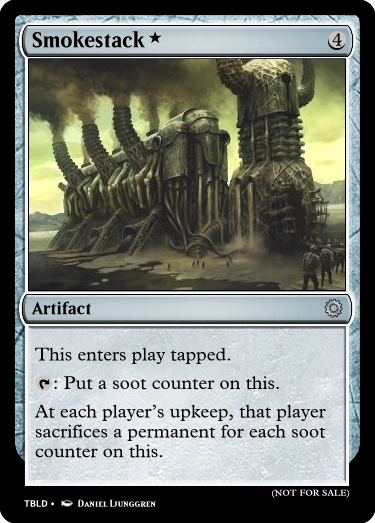 Smokestack ★ 4
Artifact
This enters play tapped.
: Put a soot counter on this.
At each player's upkeep, that player
sacrifices a permanent for each soot
counter on this.
(NOT FOR SALE)
TBLD • Daniel Ljunggren